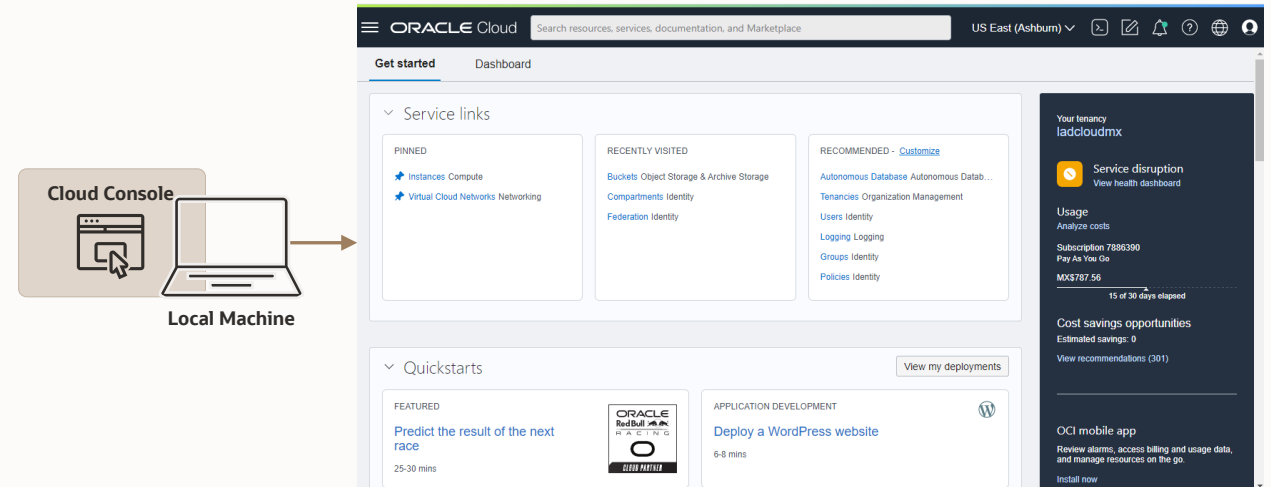 Cloud Console
Local Machine
ORACLE Cloud
Search resources, services, documentation, and Marketplace
US East (Ashburn)
Get started
Dashboard
Service links
PINNED
Instances Compute
Virtual Cloud Networks Networking
RECENTLY VISITED
Buckets Object Storage & Archive Storage
Compartments Identity
Federation Identity
RECOMMENDED - Customize
Autonomous Database Autonomous Datab...
Tenancies Organization Management
Users Identity
Logging Logging
Groups Identity
Policies Identity
Quickstarts
View my deployments
FEATURED
Predict the result of the next
race
25-30 mins
ORACLE
Red Bull
RACING
CLOUD PARTNER
APPLICATION DEVELOPMENT
Deploy a WordPress website
6-8 mins
Your tenancy
ladcloudmx
Service disruption
View health dashboard
Usage
Analyze costs
Subscription 7886390
Pay As You Go
MX$787.56
15 of 30 days elapsed
Cost savings opportunities
Estimated savings: 0
View recommendations (301)
OCI mobile app
Review alarms, access billing and usage data,
and manage resources on the go.
Install now